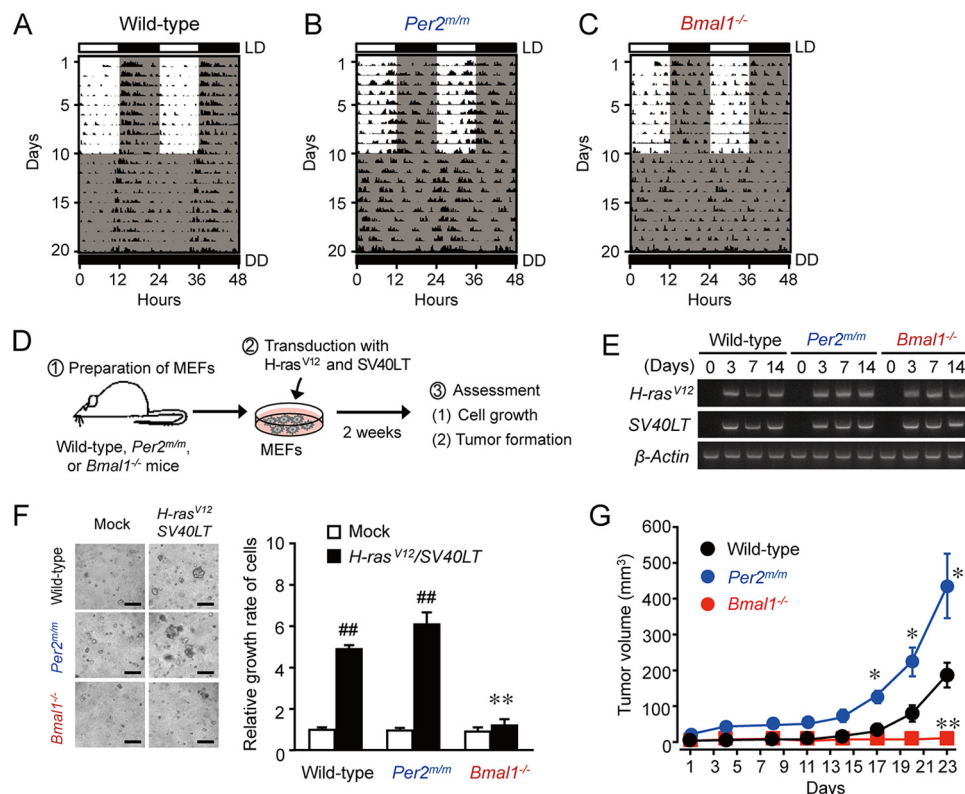 A
Wild-type
LD
1
5
10
15
20
Days
DD
0 12 24 36 48
Hours
B
Per2m/m
LD
1
5
10
15
20
DD
0 12 24 36 48
Hours
C
Bmal1-/-
LD
1
5
10
15
20
Days
DD
0 12 24 36 48
Hours
D
① Preparation of MEFs
Wild-type, Per2m/m,
or Bmal1-/- mice
② Transduction with
H-rasV12 and SV40LT
MEFs
2 weeks
③ Assessment
(1) Cell growth
(2) Tumor formation
E
Wild-type Per2m/m Bmal1-/-
(Days) 0 3 7 14 0 3 7 14 0 3 7 14
H-rasV12
SV40LT
β-Actin
F
Mock H-rasV12
SV40LT
Wild-type
Per2m/m
Bmal1-/-
Relative growth rate of cells
10
8
6
4
2
0
Mock
H-rasV12/SV40LT
##
##
**
Wild-type Per2m/m Bmal1-/-
G
Tumor volume (mm3)
600
500
400
300
200
100
0
Wild-type
Per2m/m
Bmal1-/-
*
*
*
**
1 3 5 7 9 11 13 15 17 19 21 23
Days